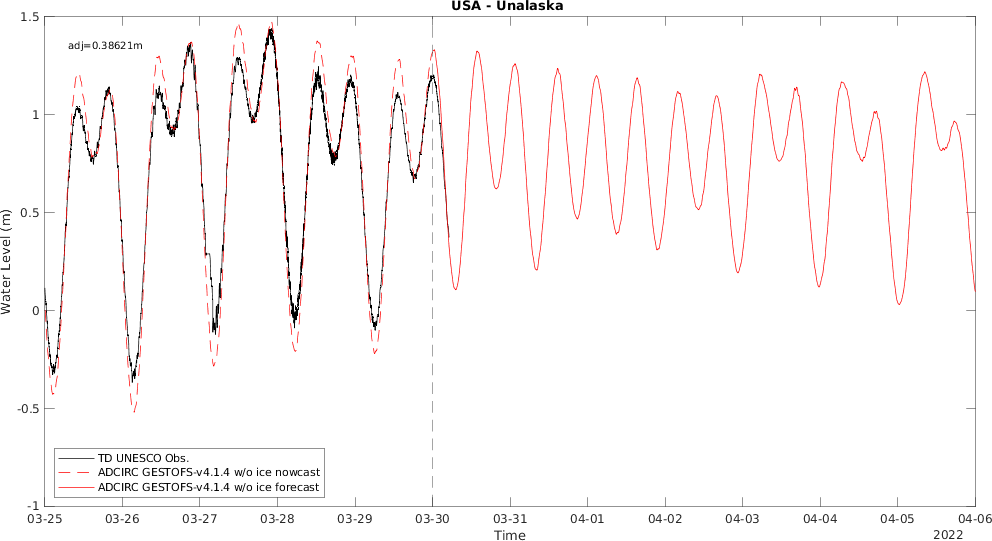 USA - Unalaska
adj=0.38621m
1.5
1
0.5
0
-0.5
-1
Water Level (m)
TD UNESCO Obs.
ADCIRC GESTOFS-v4.1.4 w/o ice nowcast
ADCIRC GESTOFS-v4.1.4 w/o ice forecast
03-25 03-26 03-27 03-28 03-29 03-30 03-31 04-01 04-02 04-03 04-04 04-05 04-06
Time
2022